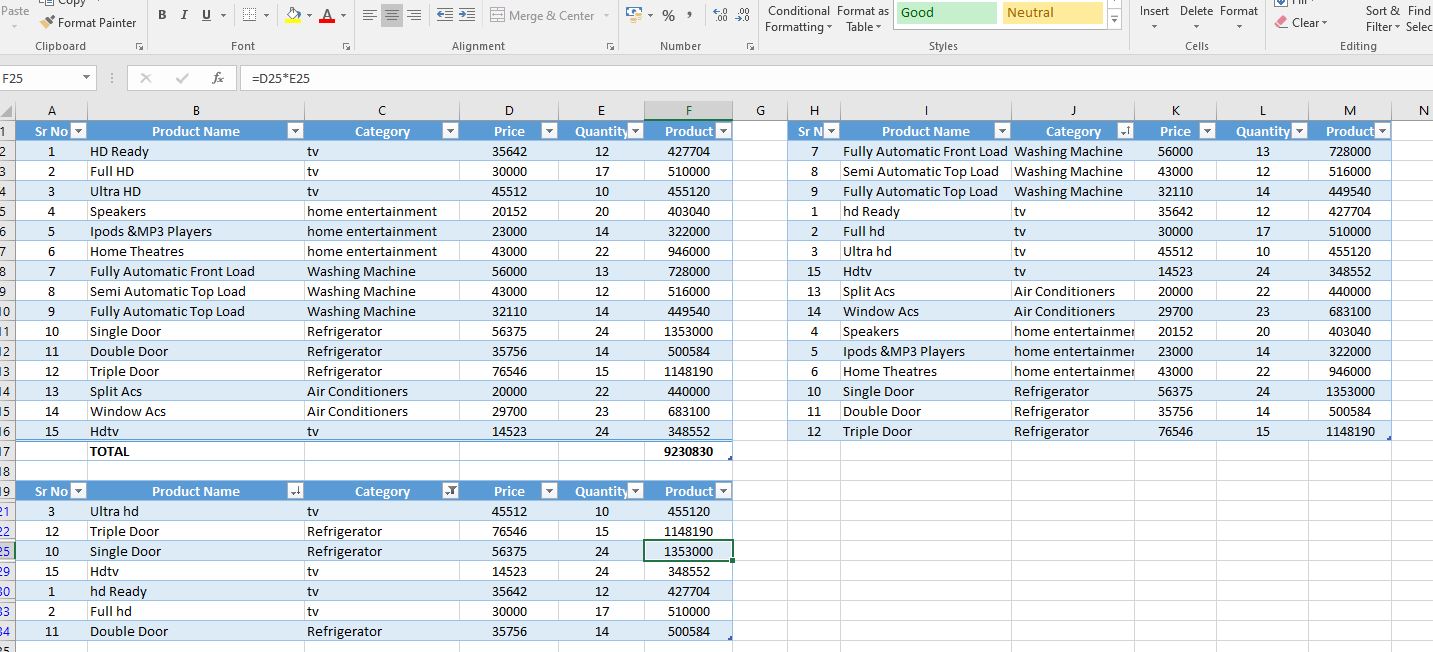 Paste Copy
Format Painter B I U A Merge & Center % , Conditional Formatting Format as Table Good Neutral Insert Delete Format Clear Sort & Filter Find
Clipboard Font Alignment Number Styles Cells Editing
F25 fx =D25*E25
A B C D E F G H I J K L M N
1 Sr No Product Name Category Price Quantity Product Sr N Product Name Category Price Quantity Product
2 1 HD Ready tv 35642 12 427704 7 Fully Automatic Front Load Washing Machine 56000 13 728000
3 2 Full HD tv 30000 17 510000 8 Semi Automatic Top Load Washing Machine 43000 12 516000
4 3 Ultra HD tv 45512 10 455120 9 Fully Automatic Top Load Washing Machine 32110 14 449540
5 4 Speakers home entertainment 20152 20 403040 1 hd Ready tv 35642 12 427704
6 5 Ipods &MP3 Players home entertainment 23000 14 322000 2 Full hd tv 30000 17 510000
7 6 Home Theatres home entertainment 43000 22 946000 3 Ultra hd tv 45512 10 455120
8 7 Fully Automatic Front Load Washing Machine 56000 13 728000 15 Hdtv tv 14523 24 348552
9 8 Semi Automatic Top Load Washing Machine 43000 12 516000 13 Split Acs Air Conditioners 20000 22 440000
10 9 Fully Automatic Top Load Washing Machine 32110 14 449540 14 Window Acs Air Conditioners 29700 23 683100
11 10 Single Door Refrigerator 56375 24 1353000 4 Speakers home entertainmer 20152 20 403040
12 11 Double Door Refrigerator 35756 14 500584 5 Ipods &MP3 Players home entertainmer 23000 14 322000
13 12 Triple Door Refrigerator 76546 15 1148190 6 Home Theatres home entertainmer 43000 22 946000
14 13 Split Acs Air Conditioners 20000 22 440000 10 Single Door Refrigerator 56375 24 1353000
15 14 Window Acs Air Conditioners 29700 23 683100 11 Double Door Refrigerator 35756 14 500584
16 15 Hdtv tv 14523 24 348552 12 Triple Door Refrigerator 76546 15 1148190
17 TOTAL 9230830
18
19 Sr No Product Name Category Price Quantity Product
21 3 Ultra hd tv 45512 10 455120
22 12 Triple Door Refrigerator 76546 15 1148190
25 10 Single Door Refrigerator 56375 24 1353000
29 15 Hdtv tv 14523 24 348552
30 1 hd Ready tv 35642 12 427704
33 2 Full hd tv 30000 17 510000
34 11 Double Door Refrigerator 35756 14 500584